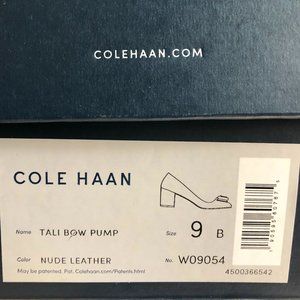 COLEHAAN.COM
COLE HAAN
Name TALI BOW PUMP Size 9 B
Color NUDE LEATHER No. W09054
May be patented. Pat. Colehaan.com/Patents.html 4500366542